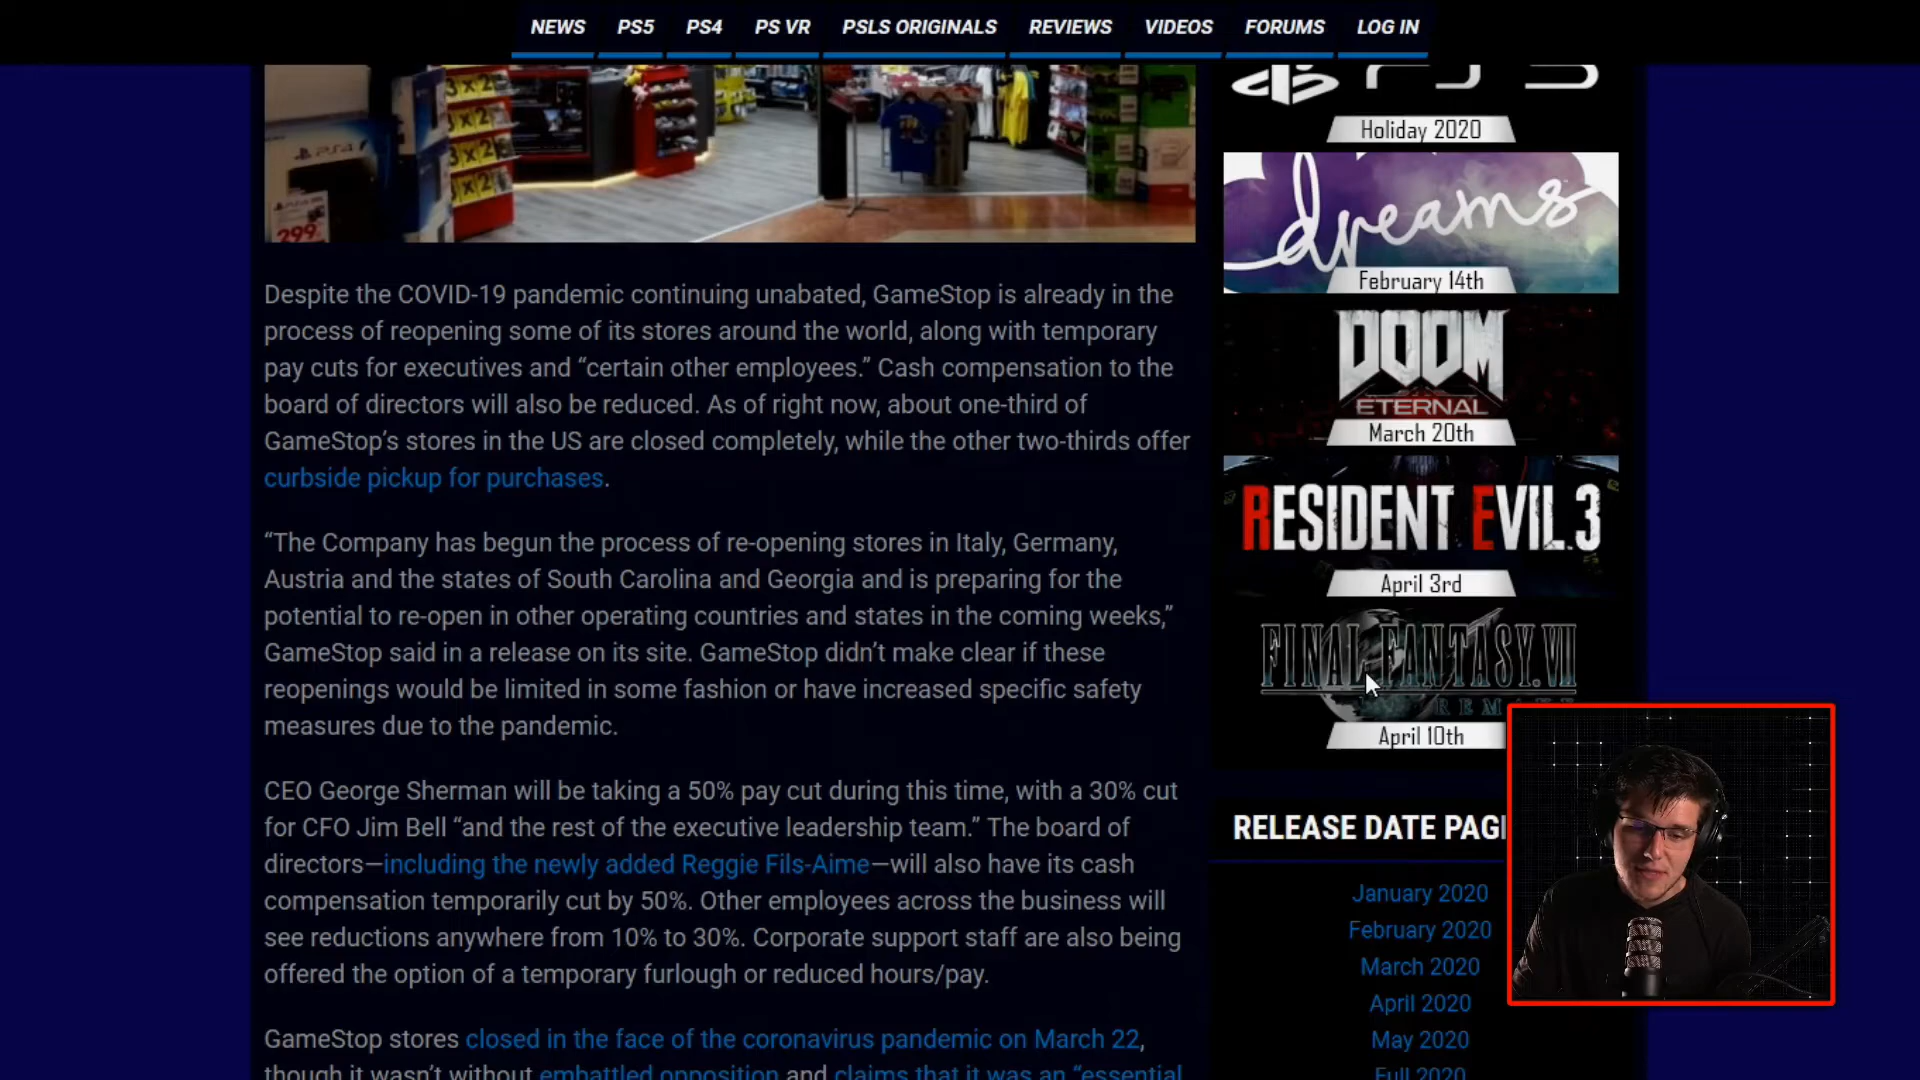 NEWS PS5 PS4 PS VR PSLS ORIGINALS REVIEWS VIDEOS FORUMS LOG IN
3 x 2
3 x 2
3 x 2
3 x 2
PS4
299
Despite the COVID-19 pandemic continuing unabated, GameStop is already in the
process of reopening some of its stores around the world, along with temporary
pay cuts for executives and “certain other employees.” Cash compensation to the
board of directors will also be reduced. As of right now, about one-third of
GameStop’s stores in the US are closed completely, while the other two-thirds offer
curbside pickup for purchases.
“The Company has begun the process of re-opening stores in Italy, Germany,
Austria and the states of South Carolina and Georgia and is preparing for the
potential to re-open in other operating countries and states in the coming weeks,”
GameStop said in a release on its site. GameStop didn’t make clear if these
reopenings would be limited in some fashion or have increased specific safety
measures due to the pandemic.
CEO George Sherman will be taking a 50% pay cut during this time, with a 30% cut
for CFO Jim Bell “and the rest of the executive leadership team.” The board of
directors—including the newly added Reggie Fils-Aime—will also have its cash
compensation temporarily cut by 50%. Other employees across the business will
see reductions anywhere from 10% to 30%. Corporate support staff are also being
offered the option of a temporary furlough or reduced hours/pay.
GameStop stores closed in the face of the coronavirus pandemic on March 22,
though it wasn’t without embattled opposition and claims that it was an “essential
PS5
Holiday 2020
dreams
February 14th
DOOM
ETERNAL
March 20th
RESIDENT EVIL.3
April 3rd
FINAL FANTASY.VII
REMAKE
April 10th
RELEASE DATE PAG
January 2020
February 2020
March 2020
April 2020
May 2020
Full 2020